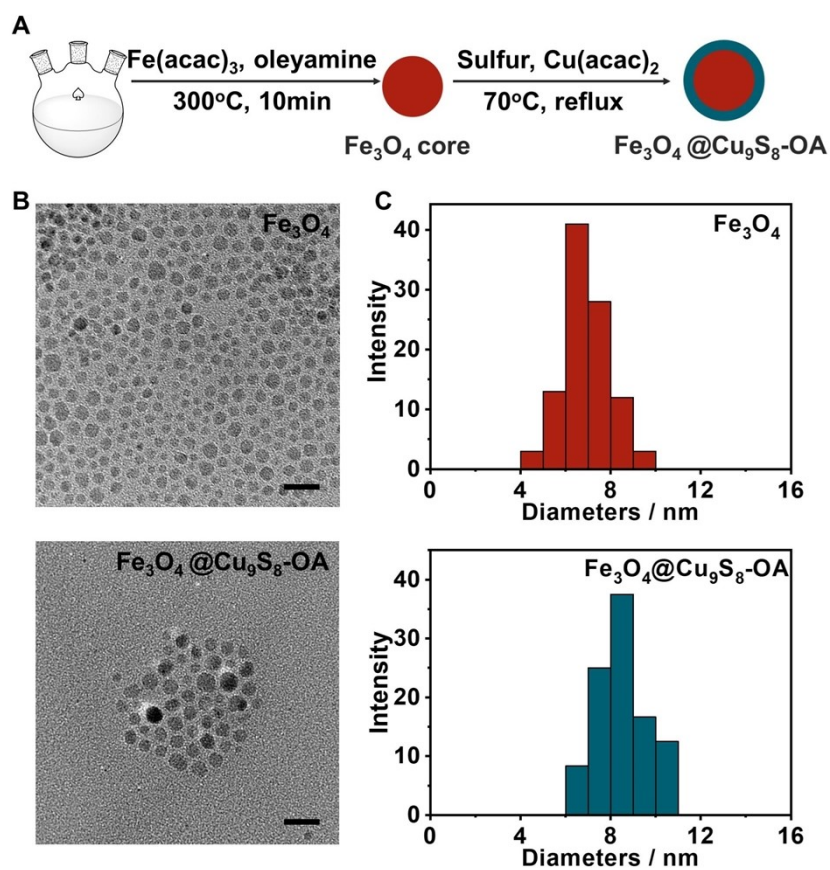 A
Fe(acac)₃, oleyamine
300°C, 10min
Sulfur, Cu(acac)₂
70°C, reflux
Fe₃O₄ core
Fe₃O₄ @Cu₉S₈-OA
B
Fe₃O₄
Fe₃O₄ @Cu₉S₈-OA
C
Fe₃O₄
Intensity
40
30
20
10
0
0 4 8 12 16
Diameters / nm
Fe₃O₄@Cu₉S₈-OA
Intensity
40
30
20
10
0
0 4 8 12 16
Diameters / nm